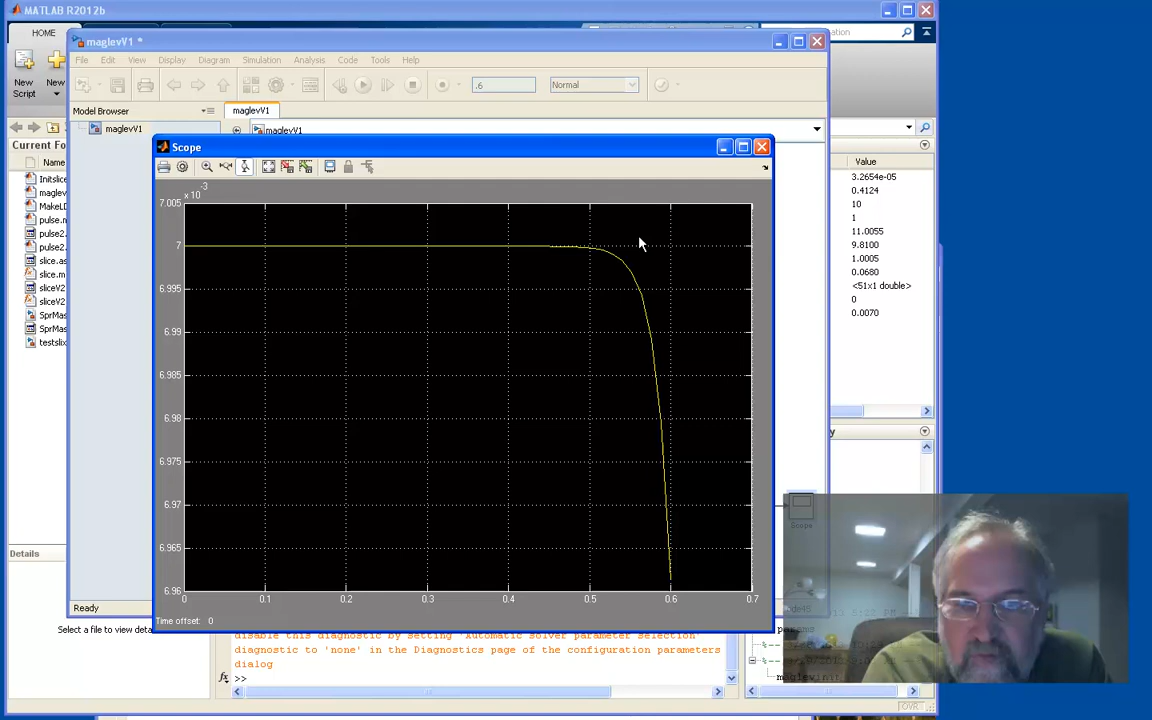 MATLAB R2012b
HOME
New
Script
New
maglevV1 *
File Edit View Display Diagram Simulation Analysis Code Tools Help
.6
Normal
Model Browser
maglevV1
maglevV1
maglevV1
Current Fo
Name
Initslice
maglev
MakeLD
pulse.n
pulse2.
pulse2.
slice.as
slice.m
sliceV2
sliceV2
SprMas
SprMas
testslix
Details
Select a file to view deta
Ready
Scope
x 10
-3
7.005
7
6.995
6.99
6.985
6.98
6.975
6.97
6.965
6.96
0 0.1 0.2 0.3 0.4 0.5 0.6 0.7
Time offset: 0
Value
3.2654e-05
0.4124
10
1
11.0055
9.8100
1.0005
0.0680
<51x1 double>
0
0.0070
Scope
disable this diagnostic by setting 'Automatic solver parameter selection'
diagnostic to 'none' in the Diagnostics page of the configuration parameters
dialog
fx >>
OVR